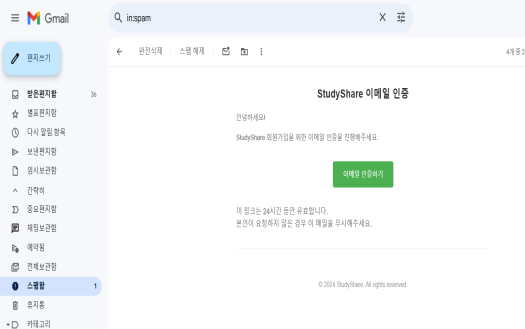 Gmail
in:spam
X
편지쓰기
완전삭제
스팸 해제
4개 중 2
받은편지함
36
별표편지함
다시 알림 항목
보낸편지함
임시보관함
간략히
중요편지함
채팅보관함
예약됨
전체보관함
스팸함
1
휴지통
카테고리
StudyShare 이메일 인증
안녕하세요!
StudyShare 회원가입을 위한 이메일 인증을 진행해주세요.
이메일 인증하기
이 링크는 24시간 동안 유효합니다.
본인이 요청하지 않은 경우 이 메일을 무시해주세요.
© 2024 StudyShare. All rights reserved.